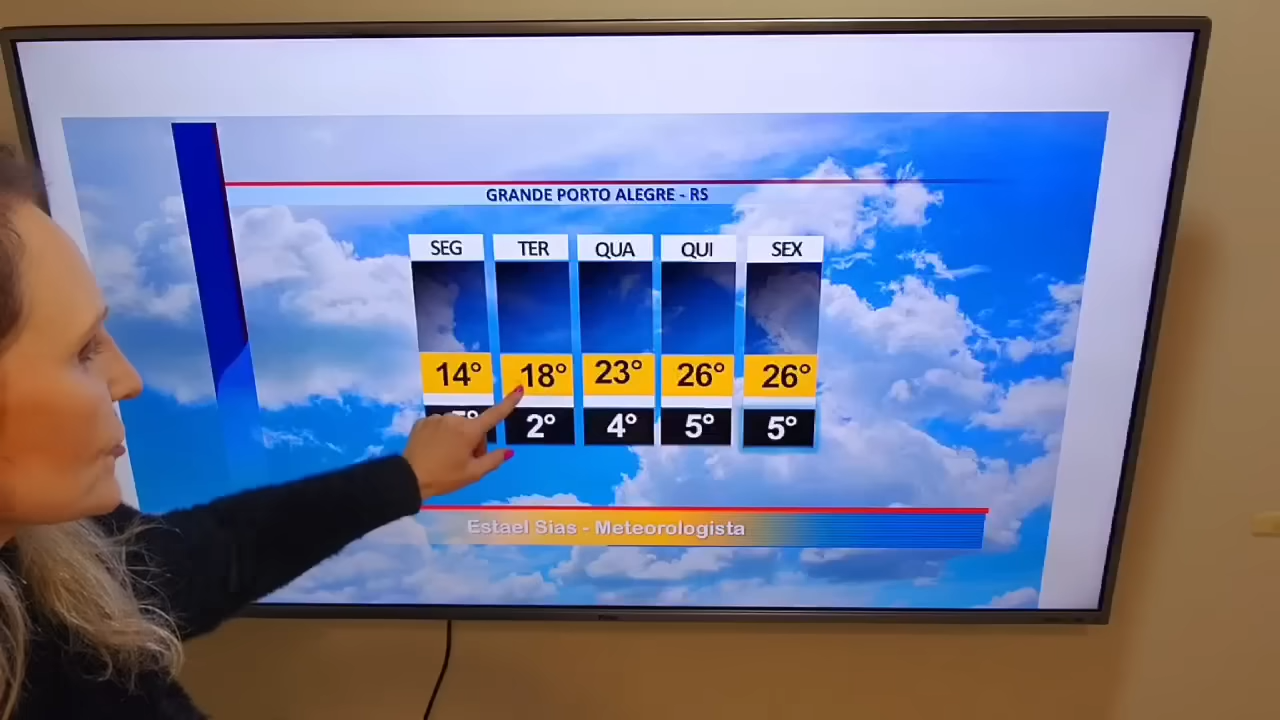 GRANDE PORTO ALEGRE - RS
SEG TER QUA QUI SEX
14° 18° 23° 26° 26°
2° 4° 5° 5°
Estael Sias - Meteorologista